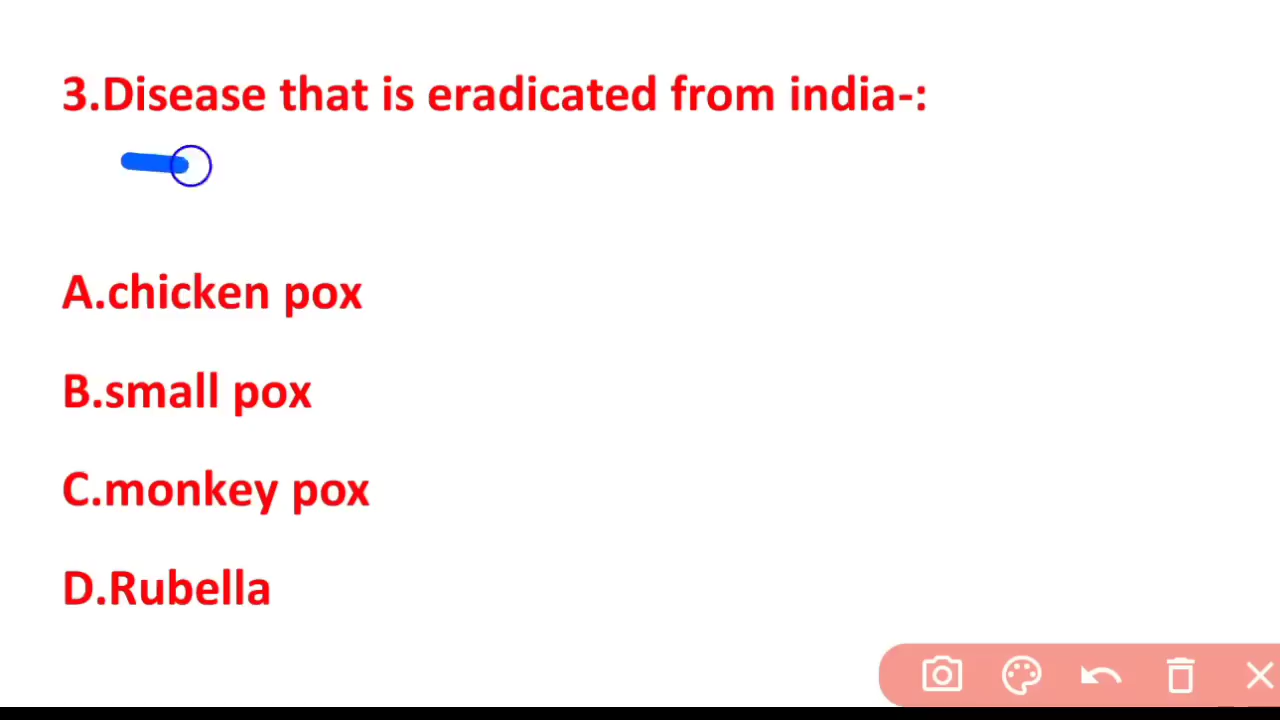 3.Disease that is eradicated from india-:
A.chicken pox
B.small pox
C.monkey pox
D.Rubella